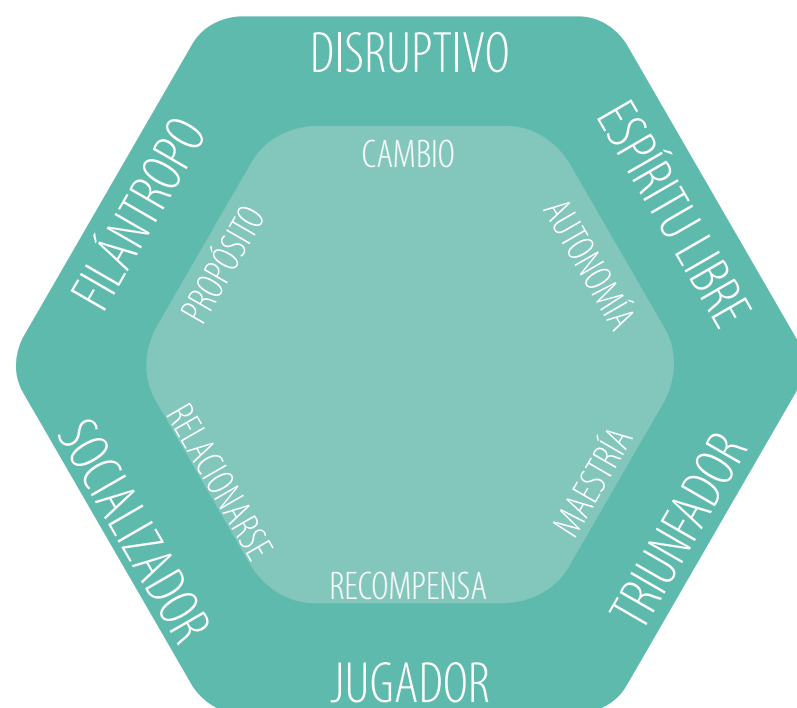 DISRUPTIVO
CAMBIO
FILÁNTROPO
PROPÓSITO
AUTONOMÍA
ESPÍRITU LIBRE
SOCIALIZADOR
RELACIONARSE
MAESTRÍA
TRIUNFADOR
RECOMPENSA
JUGADOR